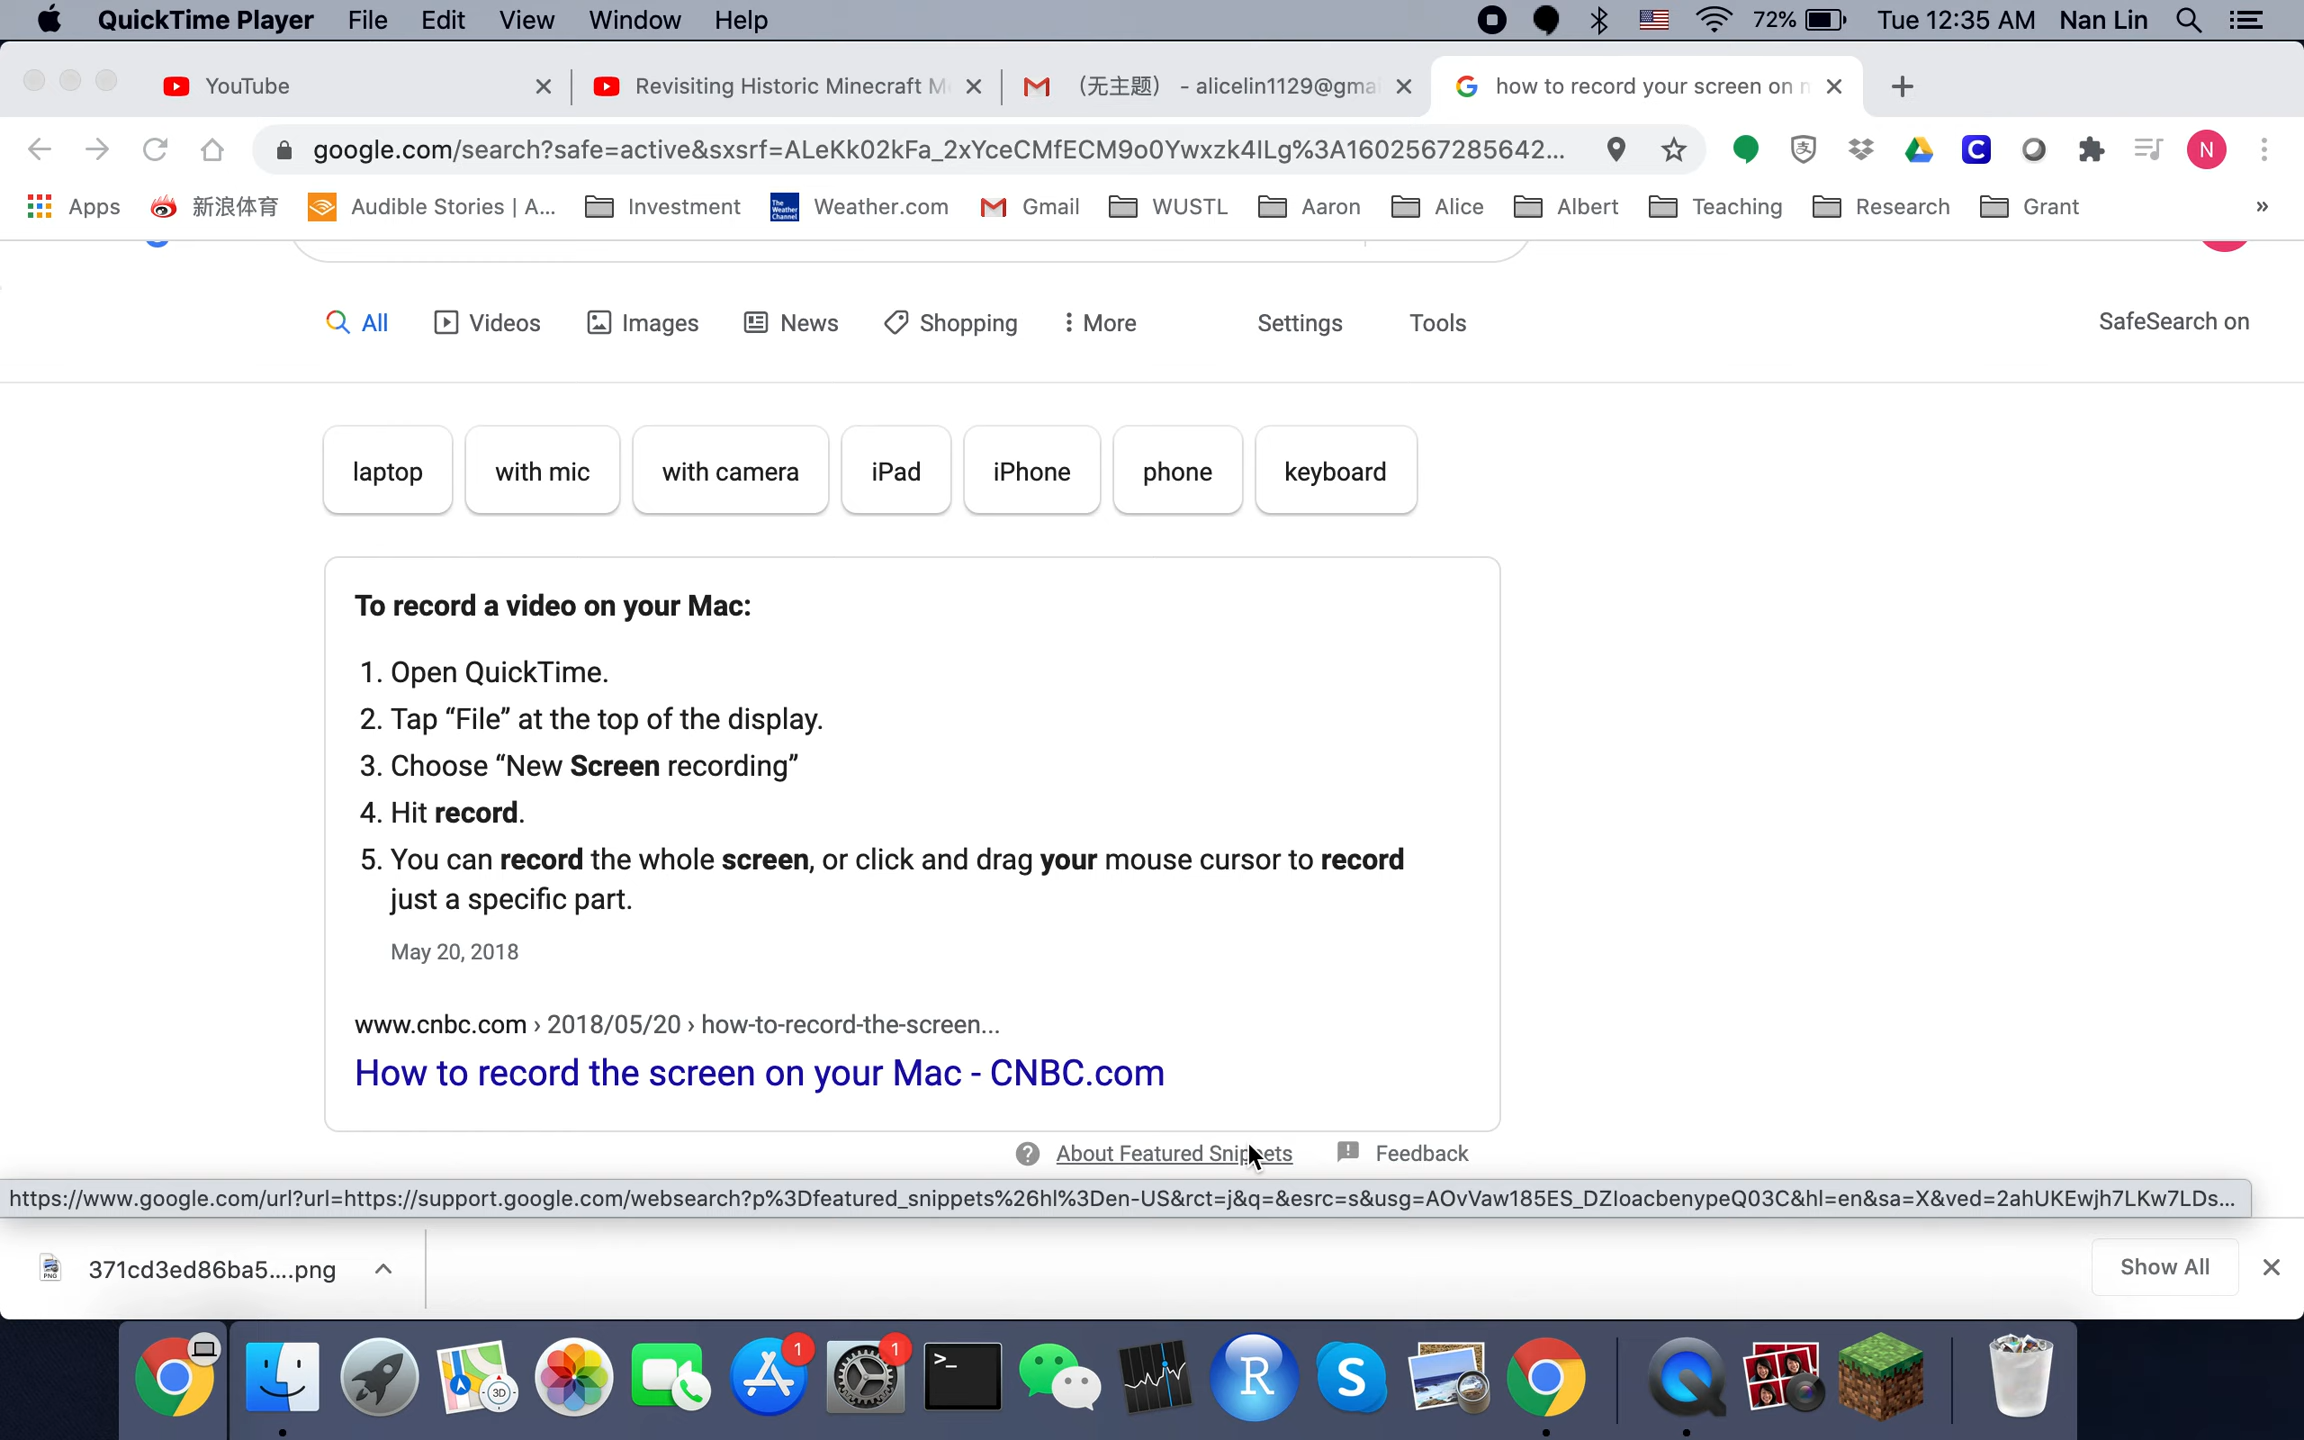 QuickTime Player File Edit View Window Help 72% Tue 12:35 AM Nan Lin
YouTube Revisiting Historic Minecraft M (无主题) - alicelin1129@gma how to record your screen on
google.com/search?safe=active&sxsrf=ALeKk02kFa_2xYceCMfECM9o0Ywxzk4ILg%3A1602567285642... N
Apps 新浪体育 Audible Stories | A... Investment The Weather Channel Weather.com Gmail WUSTL Aaron Alice Albert Teaching Research Grant »
All Videos Images News Shopping More Settings Tools SafeSearch on
laptop with mic with camera iPad iPhone phone keyboard
To record a video on your Mac:
1. Open QuickTime.
2. Tap “File” at the top of the display.
3. Choose “New Screen recording”
4. Hit record.
5. You can record the whole screen, or click and drag your mouse cursor to record
just a specific part.
May 20, 2018
www.cnbc.com › 2018/05/20 › how-to-record-the-screen...
How to record the screen on your Mac - CNBC.com
About Featured Snippets Feedback
https://www.google.com/url?url=https://support.google.com/websearch?p%3Dfeatured_snippets%26hl%3Den-US&rct=j&q=&esrc=s&usg=AOvVaw185ES_DZIoacbenypeQ03C&hl=en&sa=X&ved=2ahUKEwjh7LKw7LDs...
PNG 371cd3ed86ba5....png Show All
3D 1 1 >_ R S